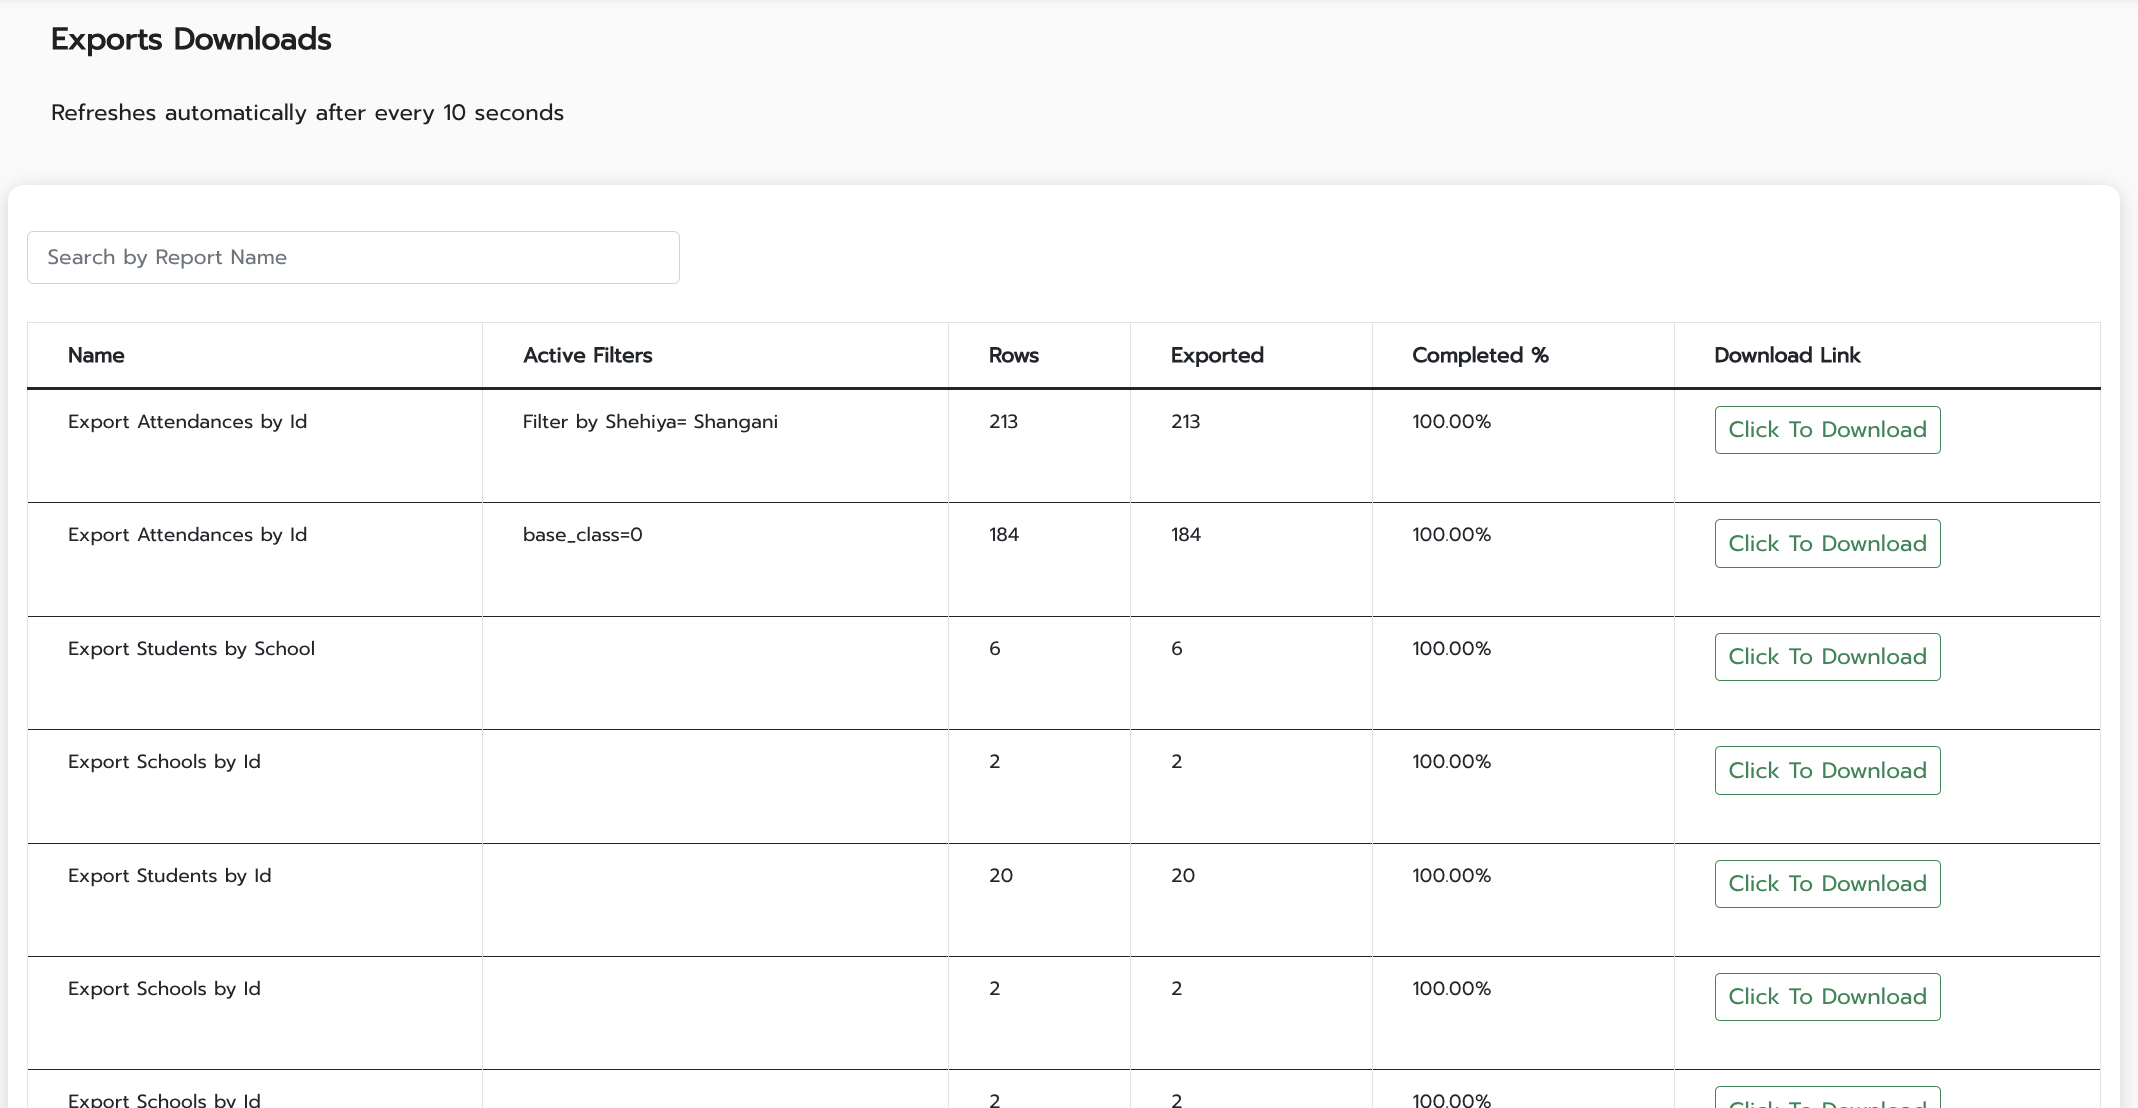 Exports Downloads
Refreshes automatically after every 10 seconds
Search by Report Name
Name Active Filters Rows Exported Completed % Download Link
Export Attendances by Id Filter by Shehiya= Shangani 213 213 100.00% Click To Download
Export Attendances by Id base_class=0 184 184 100.00% Click To Download
Export Students by School 6 6 100.00% Click To Download
Export Schools by Id 2 2 100.00% Click To Download
Export Students by Id 20 20 100.00% Click To Download
Export Schools by Id 2 2 100.00% Click To Download
Export Schools by Id 2 2 100.00% Click To Download